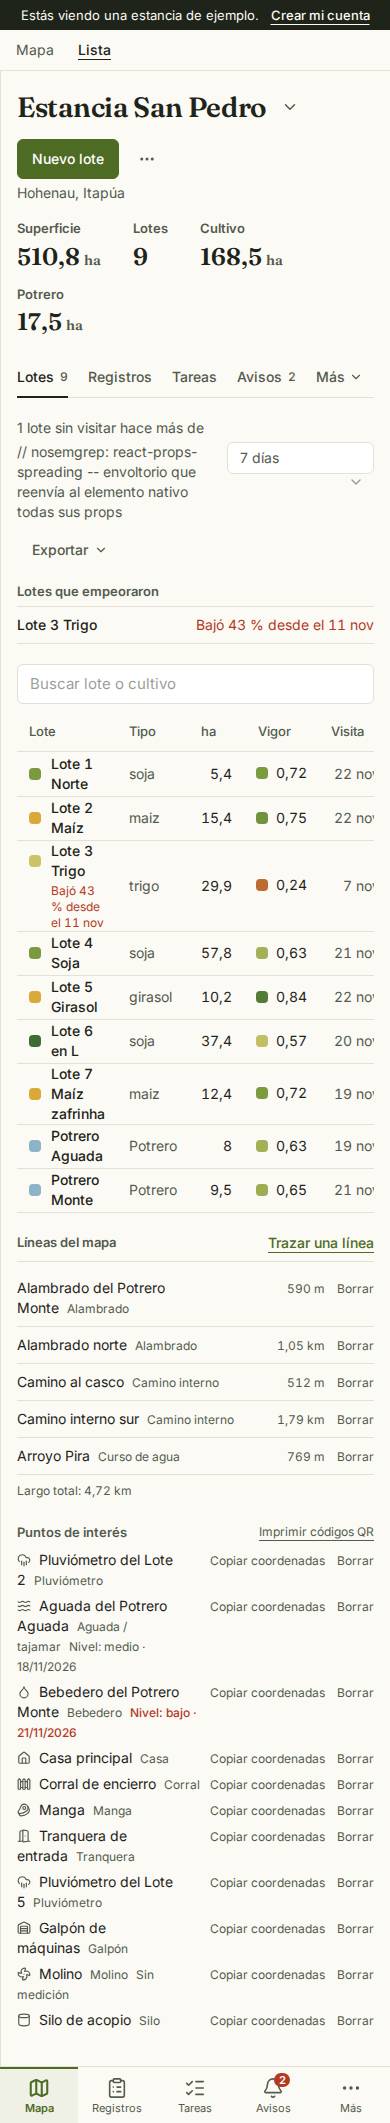 Estás viendo una estancia de ejemplo. Crear mi cuenta
Mapa Lista
Estancia San Pedro
Nuevo lote ...
Hohenau, Itapúa
Superficie Lotes Cultivo
510,8 ha 9 168,5 ha
Potrero
17,5 ha
Lotes 9 Registros Tareas Avisos 2 Más
1 lote sin visitar hace más de
// nosemgrep: react-props-
spreading -- envoltorio que
reenvía al elemento nativo
todas sus props
7 días
Exportar
Lotes que empeoraron
Lote 3 Trigo Bajó 43 % desde el 11 nov
Buscar lote o cultivo
Lote Tipo ha Vigor Visita
Lote 1
Norte
soja 5,4 0,72 22 nov
Lote 2
Maíz
maiz 15,4 0,75 22 nov
Lote 3
Trigo
Bajó 43
% desde
el 11 nov
trigo 29,9 0,24 7 nov
Lote 4
Soja
soja 57,8 0,63 21 nov
Lote 5
Girasol
girasol 10,2 0,84 22 nov
Lote 6
en L
soja 37,4 0,57 20 nov
Lote 7
Maíz
zafrinha
maiz 12,4 0,72 19 nov
Potrero
Aguada
Potrero 8 0,63 19 nov
Potrero
Monte
Potrero 9,5 0,65 21 nov
Líneas del mapa Trazar una línea
Alambrado del Potrero
Monte Alambrado
590 m Borrar
Alambrado norte Alambrado 1,05 km Borrar
Camino al casco Camino interno 512 m Borrar
Camino interno sur Camino interno 1,79 km Borrar
Arroyo Pira Curso de agua 769 m Borrar
Largo total: 4,72 km
Puntos de interés Imprimir códigos QR
Pluviómetro del Lote
2 Pluviómetro
Copiar coordenadas Borrar
Aguada del Potrero
Aguada Aguada /
tajamar Nivel: medio ·
18/11/2026
Copiar coordenadas Borrar
Bebedero del Potrero
Monte Bebedero Nivel: bajo ·
21/11/2026
Copiar coordenadas Borrar
Casa principal Casa Copiar coordenadas Borrar
Corral de encierro Corral Copiar coordenadas Borrar
Manga Manga Copiar coordenadas Borrar
Tranquera de
entrada Tranquera
Copiar coordenadas Borrar
Pluviómetro del Lote
5 Pluviómetro
Copiar coordenadas Borrar
Galpón de
máquinas Galpón
Copiar coordenadas Borrar
Molino Molino Sin
medición
Copiar coordenadas Borrar
Silo de acopio Silo Copiar coordenadas Borrar
2
Mapa Registros Tareas Avisos Más